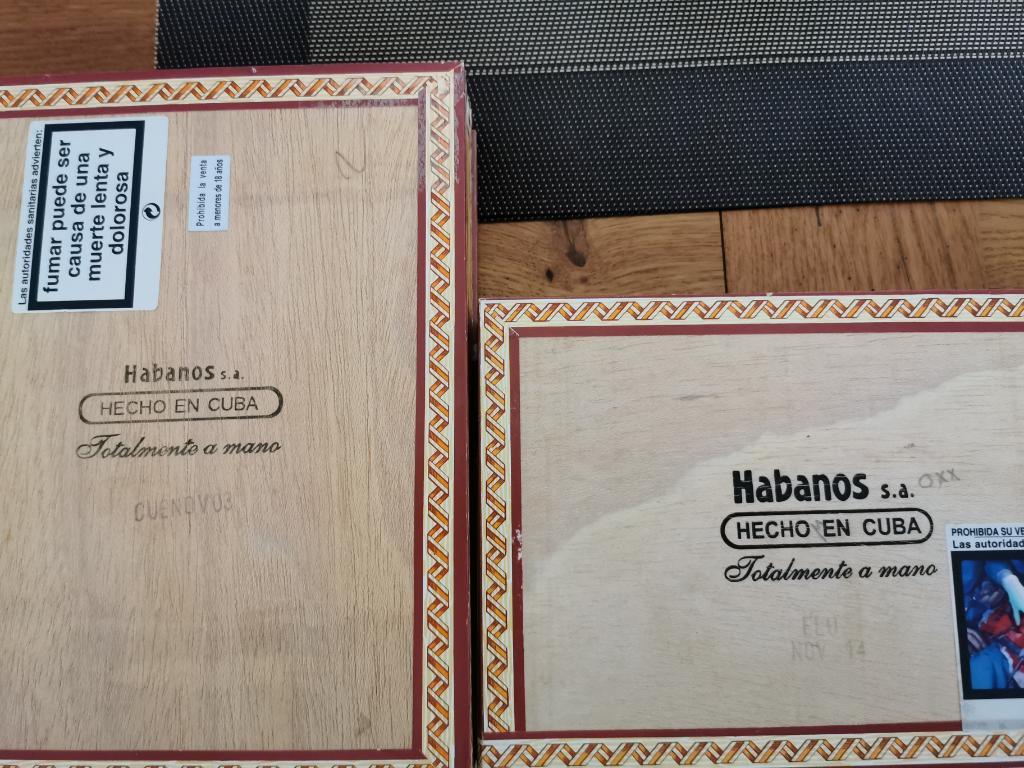 Las autoridades sanitarias advierten:
fumar puede ser
causa de una
muerte lenta y
dolorosa
Prohibida la venta
a menores de 18 años
Habanos s.a.
HECHO EN CUBA
Totalmente a mano
Habanos s.a.
OXX
HECHO EN CUBA
Totalmente a mano
NOV 14
PROHIBIDA SU VE
Las autoridad